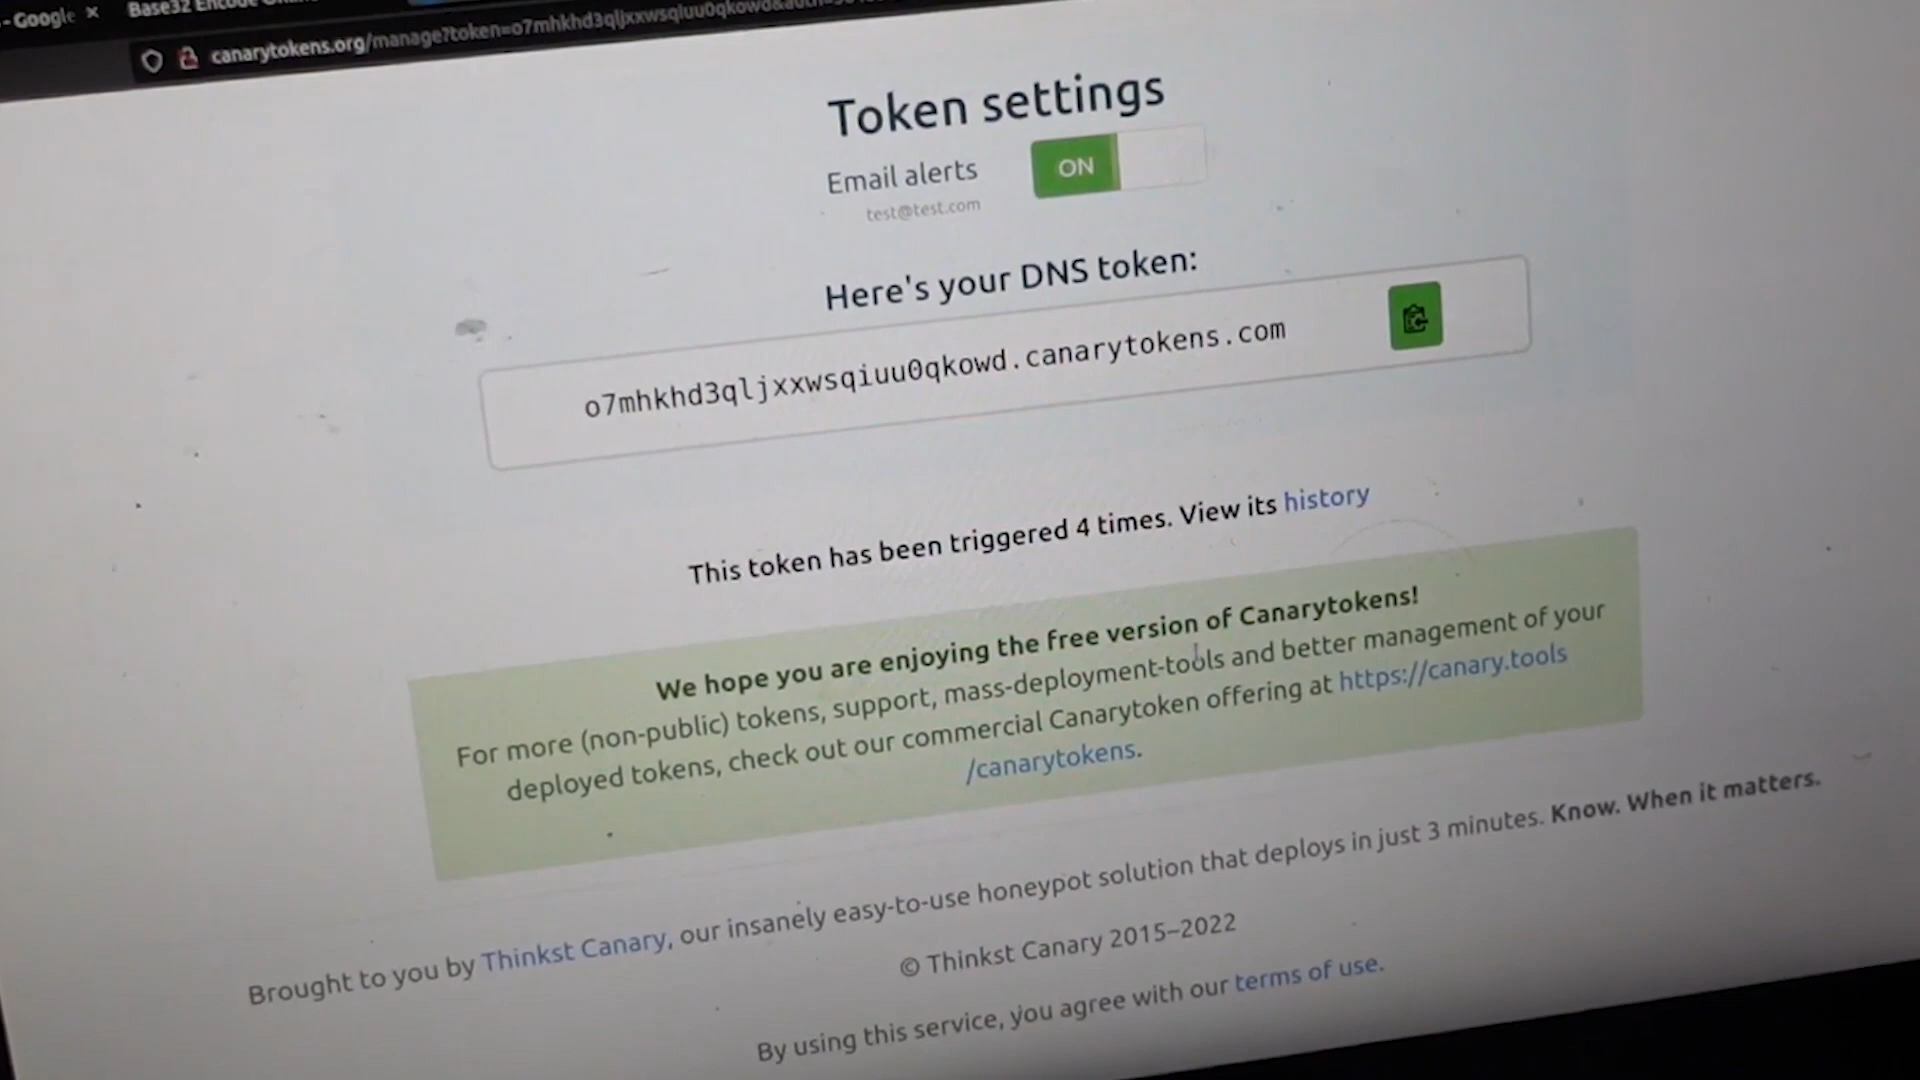 - Google ×
Base32 Encode
canarytokens.org/manage?token=o7mhkhd3qljxxwsqiuu0qkowd&auth=
Token settings
Email alerts
ON
test@test.com
Here's your DNS token:
o7mhkhd3qljxxwsqiuu0qkowd.canarytokens.com
This token has been triggered 4 times. View its history
We hope you are enjoying the free version of Canarytokens!
For more (non-public) tokens, support, mass-deployment-tools and better management of your
deployed tokens, check out our commercial Canarytoken offering at https://canary.tools
/canarytokens.
Brought to you by Thinkst Canary, our insanely easy-to-use honeypot solution that deploys in just 3 minutes. Know. When it matters.
© Thinkst Canary 2015–2022
By using this service, you agree with our terms of use.